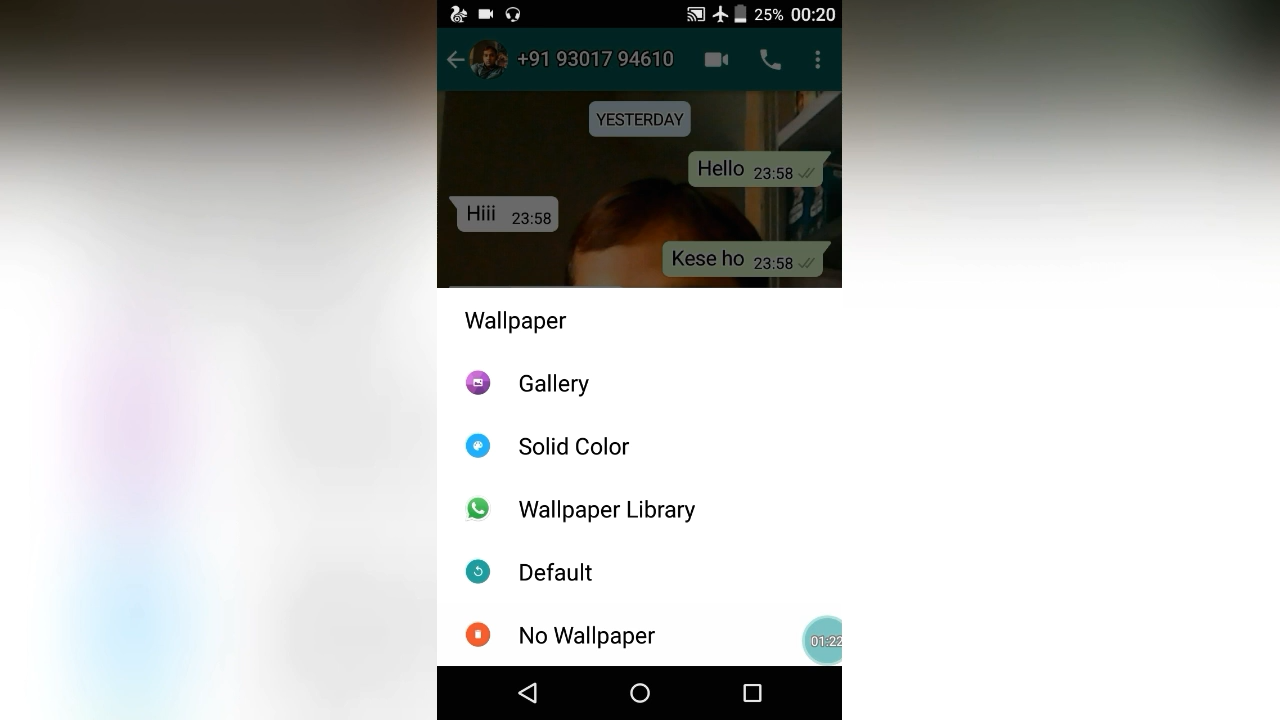 25% 00:20
+91 93017 94610
YESTERDAY
Hello 23:58
Hiii 23:58
Kese ho 23:58
Wallpaper
Gallery
Solid Color
Wallpaper Library
Default
No Wallpaper
01:22